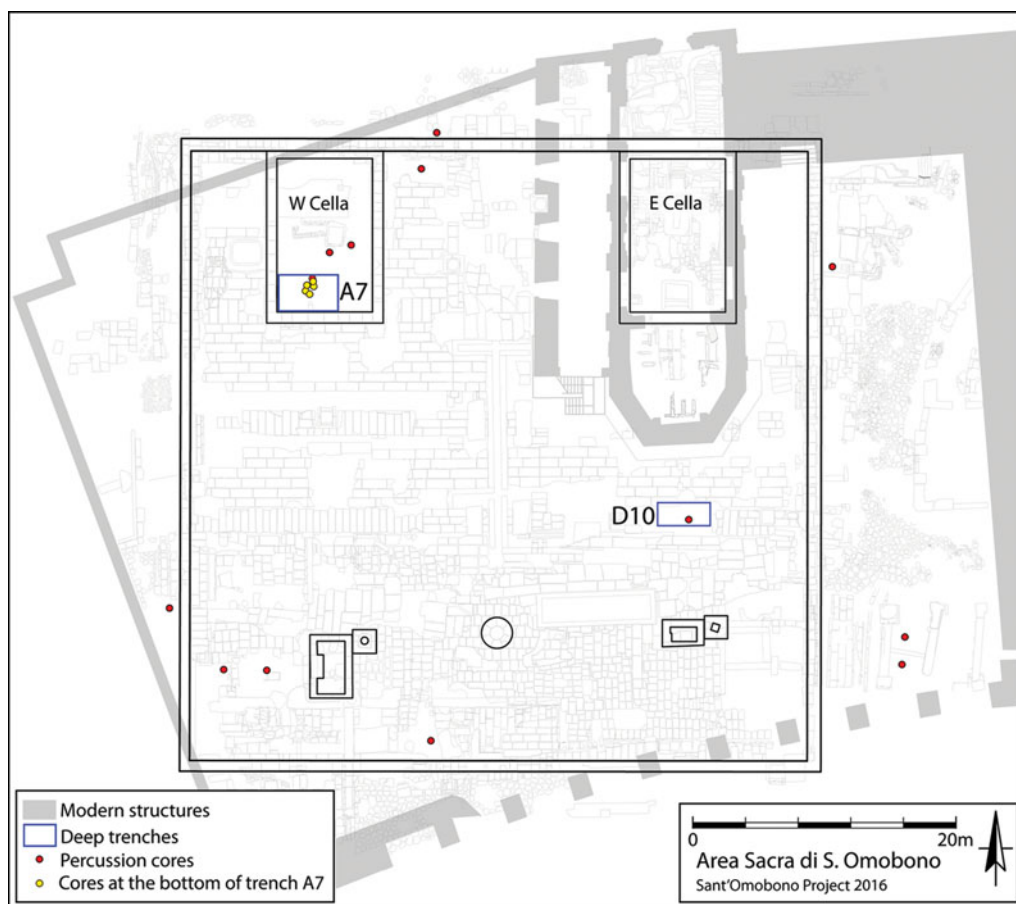 W Cella
E Cella
A7
D10
Modern structures
Deep trenches
Percussion cores
Cores at the bottom of trench A7
0
20m
Area Sacra di S. Omobono
Sant'Omobono Project 2016